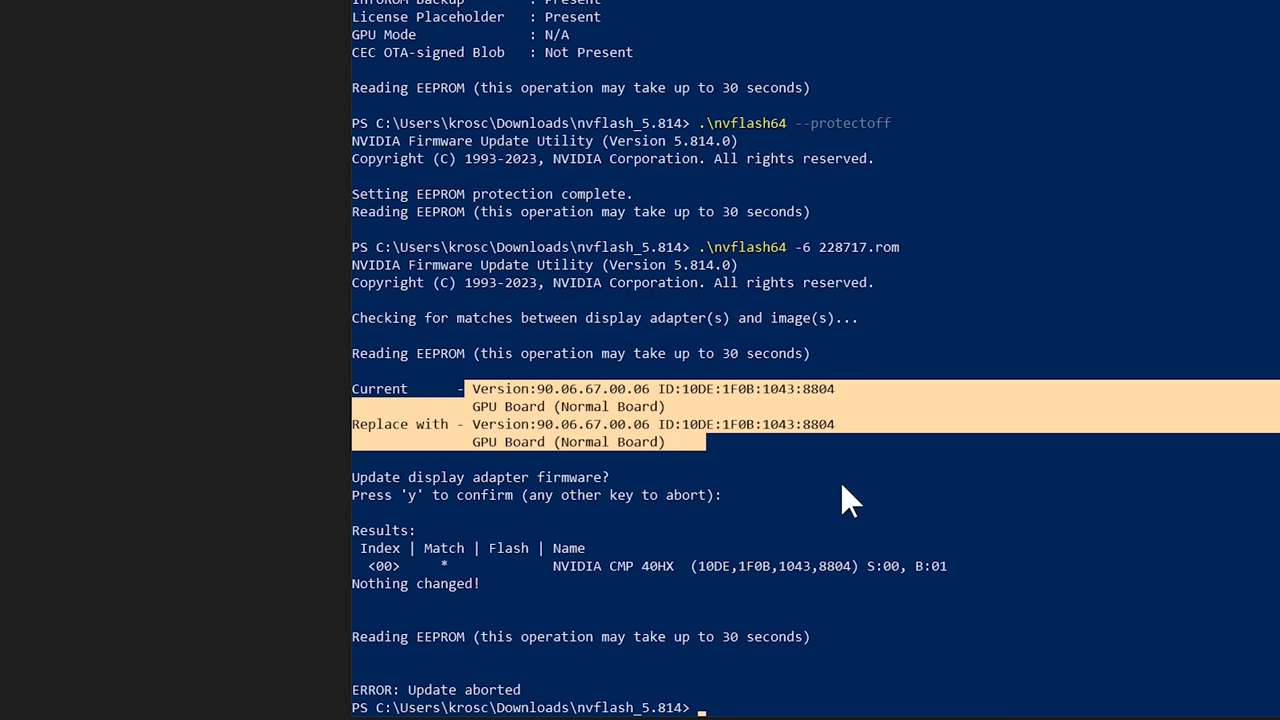 InfoROM Backup : Present
License Placeholder : Present
GPU Mode : N/A
CEC OTA-signed Blob : Not Present
Reading EEPROM (this operation may take up to 30 seconds)
PS C:\Users\krosc\Downloads\nvflash_5.814> .\nvflash64 --protectoff
NVIDIA Firmware Update Utility (Version 5.814.0)
Copyright (C) 1993-2023, NVIDIA Corporation. All rights reserved.
Setting EEPROM protection complete.
Reading EEPROM (this operation may take up to 30 seconds)
PS C:\Users\krosc\Downloads\nvflash_5.814> .\nvflash64 -6 228717.rom
NVIDIA Firmware Update Utility (Version 5.814.0)
Copyright (C) 1993-2023, NVIDIA Corporation. All rights reserved.
Checking for matches between display adapter(s) and image(s)...
Reading EEPROM (this operation may take up to 30 seconds)
Current - Version:90.06.67.00.06 ID:10DE:1F0B:1043:8804
GPU Board (Normal Board)
Replace with - Version:90.06.67.00.06 ID:10DE:1F0B:1043:8804
GPU Board (Normal Board)
Update display adapter firmware?
Press 'y' to confirm (any other key to abort):
Results:
Index | Match | Flash | Name
<00> * NVIDIA CMP 40HX (10DE,1F0B,1043,8804) S:00, B:01
Nothing changed!
Reading EEPROM (this operation may take up to 30 seconds)
ERROR: Update aborted
PS C:\Users\krosc\Downloads\nvflash_5.814>